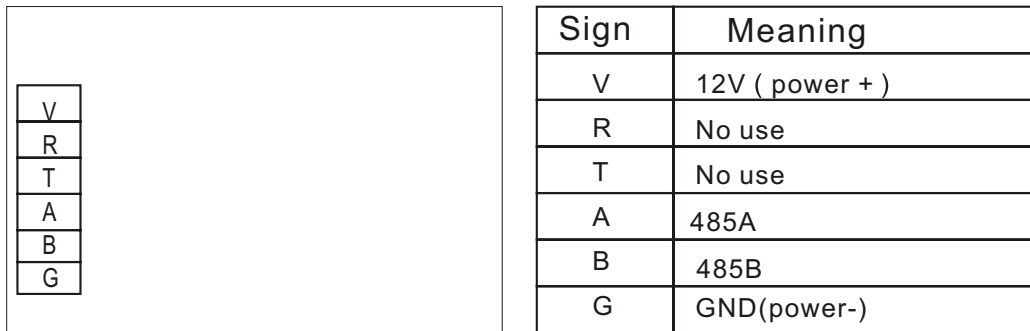 V
R
T
A
B
G
Sign Meaning
V 12V ( power + )
R No use
T No use
A 485A
B 485B
G GND(power-)